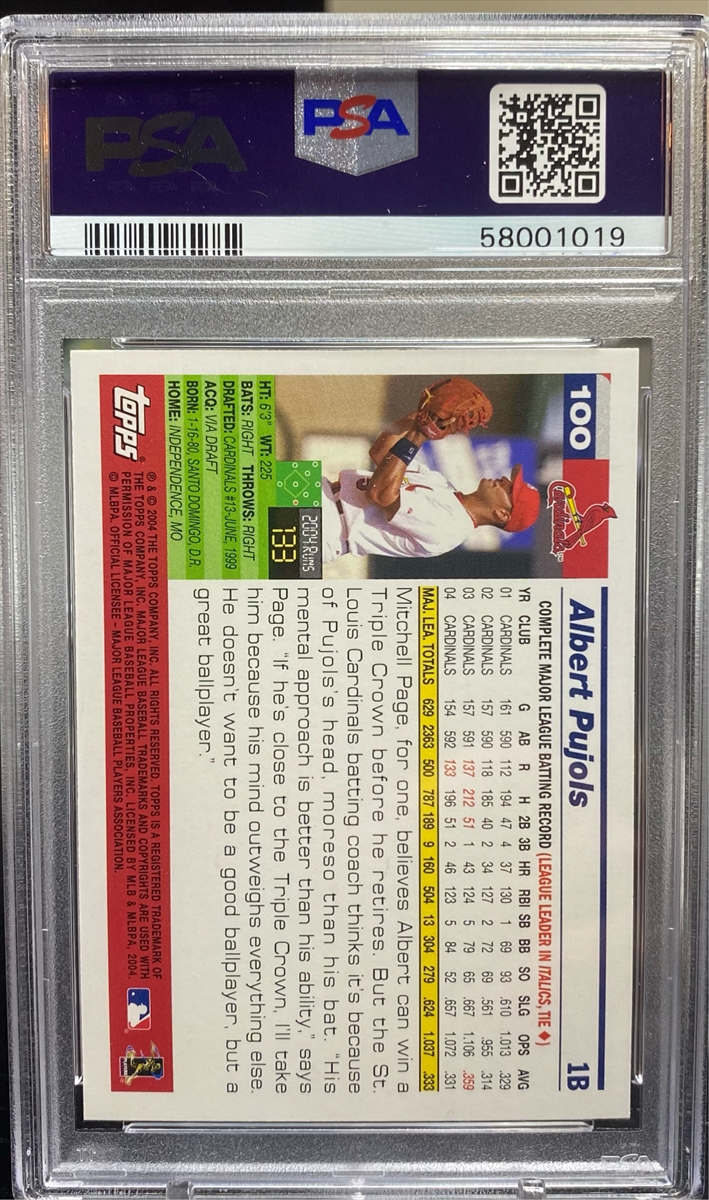 PSA
PSA
58001019
100
Cardinals
Albert Pujols
1B
COMPLETE MAJOR LEAGUE BATTING RECORD (LEAGUE LEADER IN ITALICS, TIE ♦)
YR CLUB G AB R H 2B 3B HR RBI SB BB SO SLG OPS AVG
01 CARDINALS 161 590 112 194 47 4 37 130 1 69 93 .610 1.013 .329
02 CARDINALS 157 590 118 185 40 2 34 127 2 72 69 .561 .955 .314
03 CARDINALS 157 591 137 212 51 1 43 124 5 79 65 .667 1.106 .359
04 CARDINALS 154 592 133 196 51 2 46 123 5 84 52 .657 1.072 .331
MAJ. LEA. TOTALS 629 2363 500 787 189 9 160 504 13 304 279 .624 1.037 .333
Mitchell Page, for one, believes Albert can win a
Triple Crown before he retires. But the St.
Louis Cardinals batting coach thinks it's because
of Pujols's head, moreso than his bat. "His
mental approach is better than his ability," says
Page. "If he's close to the Triple Crown, I'll take
him because his mind outweighs everything else.
He doesn't want to be a good ballplayer, but a
great ballplayer."
2004 RUNS
133
HT: 6'3" WT: 225
BATS: RIGHT THROWS: RIGHT
DRAFTED: CARDINALS #13-JUNE, 1999
ACQ: VIA DRAFT
BORN: 1-16-80, SANTO DOMINGO, D.R.
HOME: INDEPENDENCE, MO
topps
® & © 2004 THE TOPPS COMPANY, INC. ALL RIGHTS RESERVED. TOPPS IS A REGISTERED TRADEMARK OF
THE TOPPS COMPANY, INC. MAJOR LEAGUE BASEBALL TRADEMARKS AND COPYRIGHTS ARE USED WITH
PERMISSION OF MAJOR LEAGUE BASEBALL PROPERTIES, INC. LICENSED BY MLB & MLBPA, 2004.
© MLBPA. OFFICIAL LICENSEE - MAJOR LEAGUE BASEBALL PLAYERS ASSOCIATION.